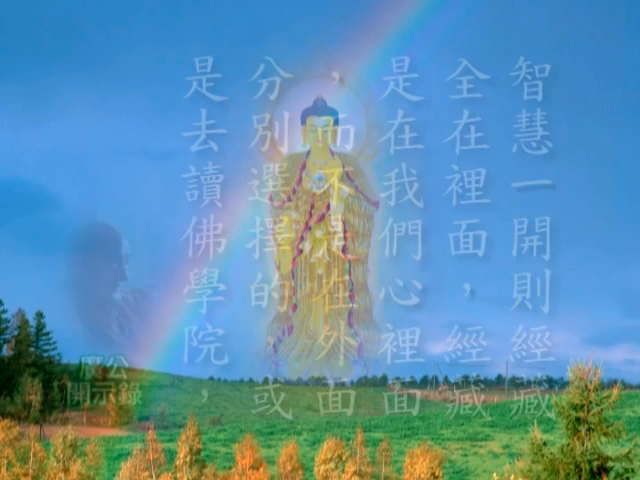 智慧一開則經藏
全在裡面，經藏
是在我們心裡面
，而不是在外面
分別選擇的　或
是去讀佛學院，
廣公
開示錄